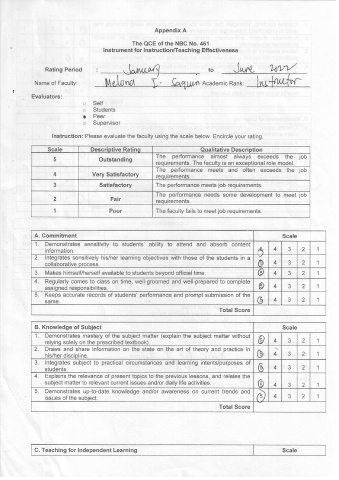 Appendix A
The QCE of the NBC No. 461
Instrument for Instruction/Teaching Effectiveness
Rating Period : January to June 2022
Name of Faculty: I. Academic Rank: Instructor
Evaluators:
Self
Students
Peer
Supervisor
Instruction: Please evaluate the faculty using the scale below. Encircle your rating.
Scale Descriptive Rating Qualitative Description
5 Outstanding The performance almost always exceeds the job
requirements. The faculty is an exceptional role model.
4 Very Satisfactory The performance meets and often exceeds the job
requirements.
3 Satisfactory The performance meets job requirements
2 Fair The performance needs some development to meet job
requirements.
1 Poor The faculty fails to meet job requirements.
A. Commitment Scale
1. Demonstrates sensitivity to students' ability to attend and absorb content
information. 5 4 3 2 1
2. Integrates sensitively his/her learning objectives with those of the students in a
collaborative process. 5 4 3 2 1
3. Makes himself/herself available to students beyond official time. 5 4 3 2 1
4. Regularly comes to class on time, well-groomed and well-prepared to complete
assigned responsibilities. 5 4 3 2 1
5. Keeps accurate records of students' performance and prompt submission of the
same. 5 4 3 2 1
Total Score
B. Knowledge of Subject Scale
1. Demonstrates mastery of the subject matter (explain the subject matter without
relying solely on the prescribed textbook). 5 4 3 2 1
2. Draws and share information on the state on the art of theory and practice in
his/her discipline. 5 4 3 2 1
3. Integrates subject to practical circumstances and learning intents/purposes of
students. 5 4 3 2 1
4. Explains the relevance of present topics to the previous lessons, and relates the
subject matter to relevant current issues and/or daily life activities. 5 4 3 2 1
5. Demonstrates up-to-date knowledge and/or awareness on current trends and
issues of the subject. 5 4 3 2 1
Total Score
C. Teaching for Independent Learning Scale